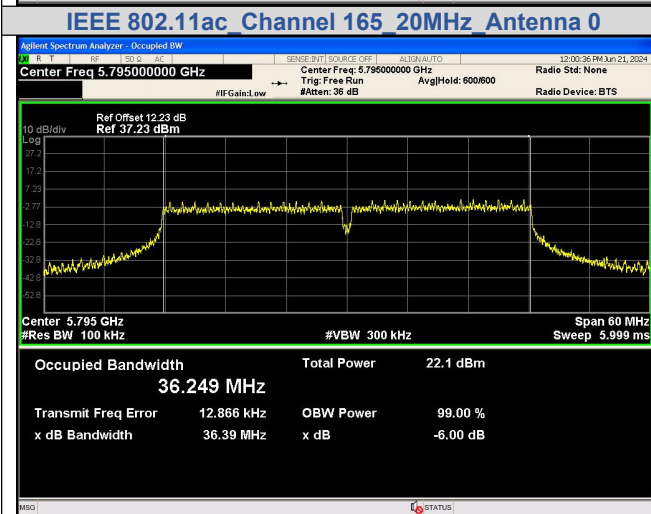 IEEE 802.11ac_Channel 165_20MHz_Antenna 0
Agilent Spectrum Analyzer - Occupied BW
LXI R T RF 50 Ω AC SENSE:INT SOURCE OFF ALIGN AUTO 12:00:36 PM Jun 21, 2024
Center Freq 5.795000000 GHz Center Freq: 5.795000000 GHz Radio Std: None
Trig: Free Run Avg|Hold: 600/600
#IFGain:Low #Atten: 36 dB Radio Device: BTS
Ref Offset 12.23 dB
10 dB/div Ref 37.23 dBm
Log
27.2
17.2
7.23
-2.77
-12.8
-22.8
-32.8
-42.8
-52.8
Center 5.795 GHz Span 60 MHz
#Res BW 100 kHz #VBW 300 kHz Sweep 5.999 ms
Occupied Bandwidth Total Power 22.1 dBm
36.249 MHz
Transmit Freq Error 12.866 kHz OBW Power 99.00 %
x dB Bandwidth 36.39 MHz x dB -6.00 dB
MSG STATUS